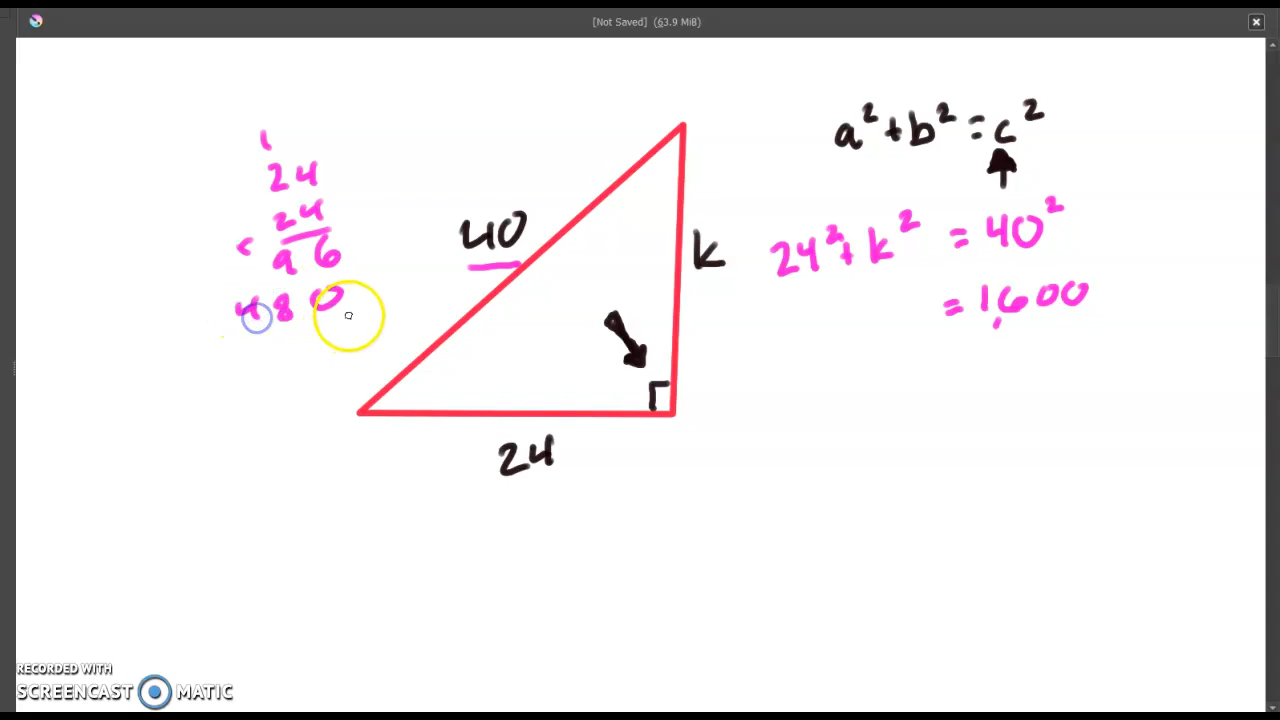 [Not Saved] (63.9 MiB)
a² + b² = c²
1
24
24
96
480
40
k
24² + k² = 40²
= 1,600
24
RECORDED WITH
SCREENCAST MATIC